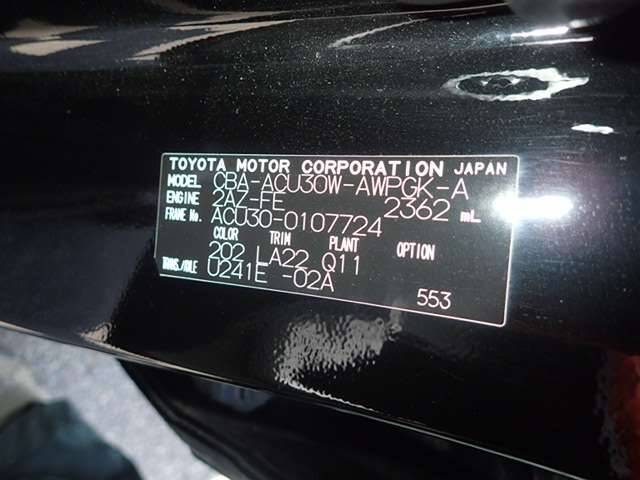 TOYOTA MOTOR CORPORATION JAPAN
MODEL CBA-ACU30W-AWPGK-A
ENGINE 2AZ-FE 2362 mL
FRAME No. ACU30-0107724
COLOR TRIM PLANT OPTION
202 LA22 Q11
TRANS./AXLE U241E -02A
553